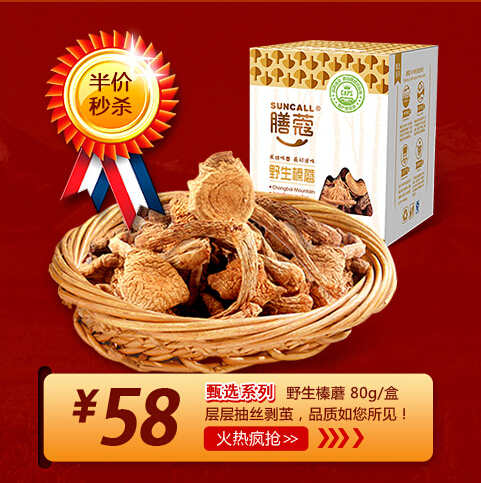 半价
秒杀
SUNCALL®
膳蔻
野生榛蘑
Changbai Mountain
¥58
甄选系列 野生榛蘑 80g/盒
层层抽丝剥茧，品质如您所见！
火热疯抢>>